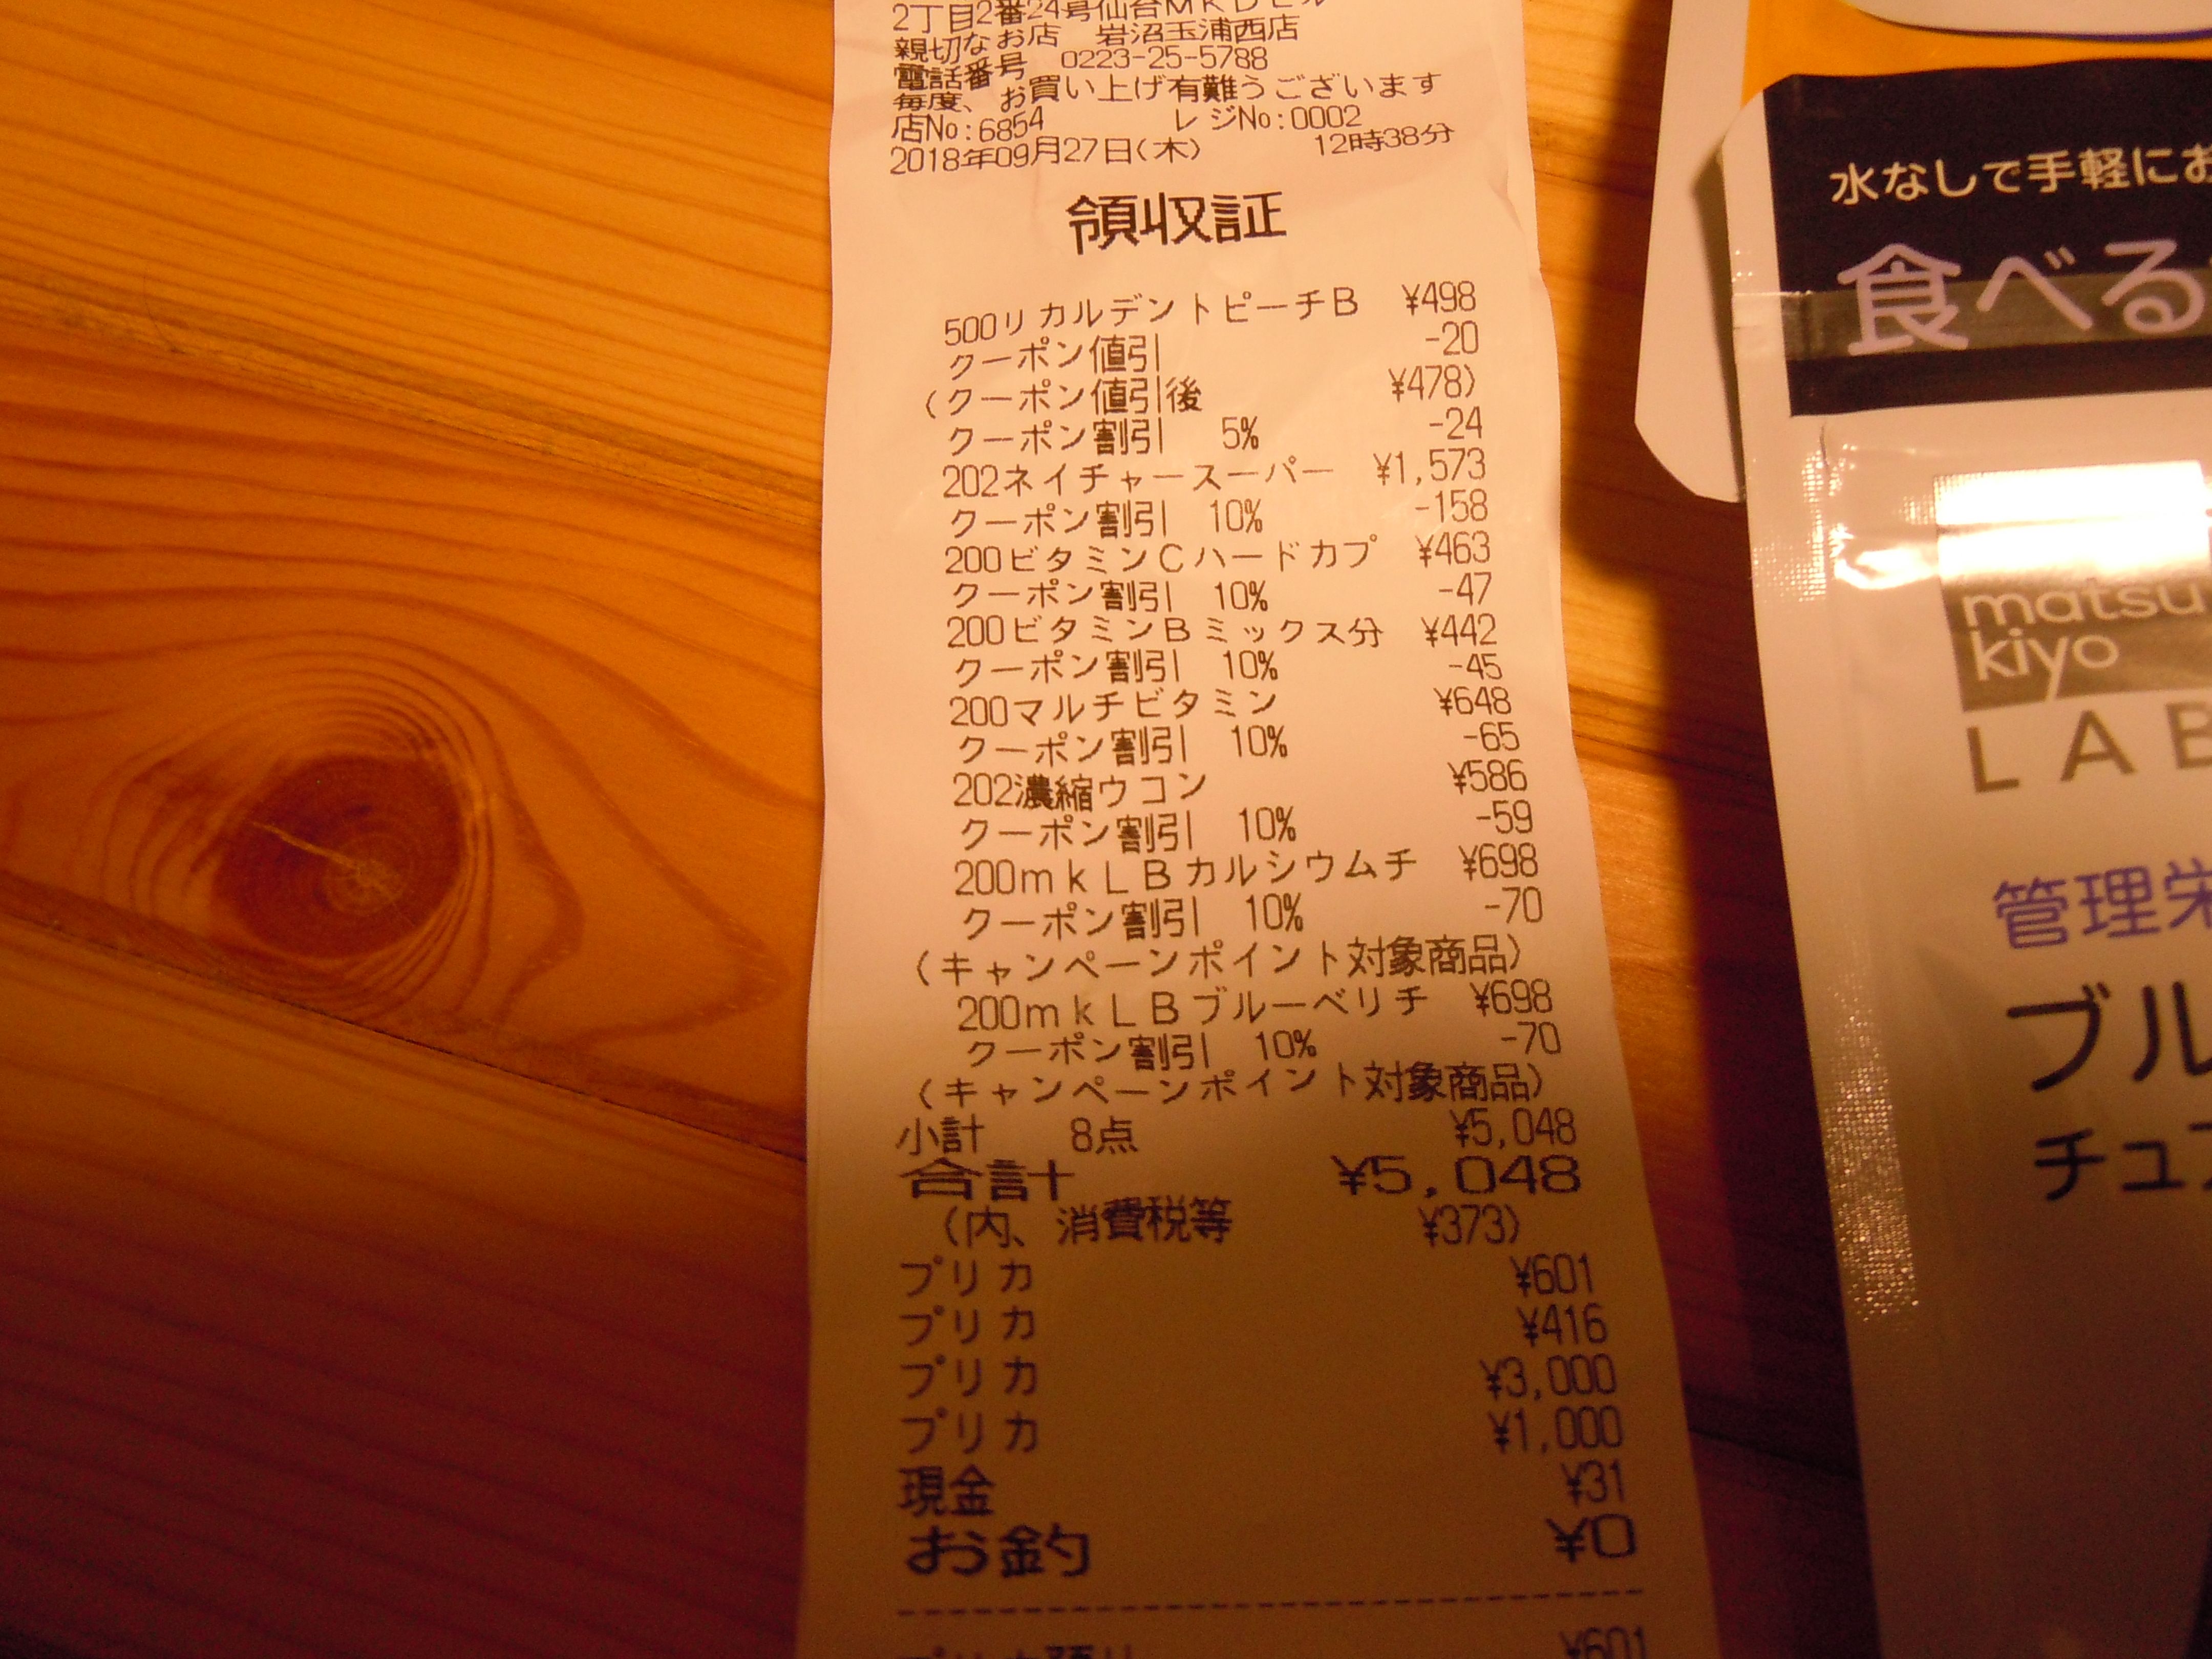 2丁目2番24号仙台MKDビル
親切なお店 岩沼玉浦西店
電話番号 0223-25-5788
毎度、お買い上げ有難うございます
店No:6854 レジNo:0002
2018年09月27日(木) 12時38分
領収証
500リカルデントピーチB ¥498
クーポン値引 -20
(クーポン値引後 ¥478)
クーポン割引 5% -24
202ネイチャースーパー ¥1,573
クーポン割引 10% -158
200ビタミンCハードカプ ¥463
クーポン割引 10% -47
200ビタミンBミックス分 ¥442
クーポン割引 10% -45
200マルチビタミン ¥648
クーポン割引 10% -65
202濃縮ウコン ¥586
クーポン割引 10% -59
200mkLBカルシウムチ ¥698
クーポン割引 10% -70
(キャンペーンポイント対象商品)
200mkLBブルーベリチ ¥698
クーポン割引 10% -70
(キャンペーンポイント対象商品)
小計 8点 ¥5,048
合計 ¥5,048
(内、消費税等 ¥373)
プリカ ¥601
プリカ ¥416
プリカ ¥3,000
プリカ ¥1,000
現金 ¥31
お釣 ¥0
¥601
水なしで手軽にお
食べる
matsu
kiyo
LAB
管理栄
ブル
チュ